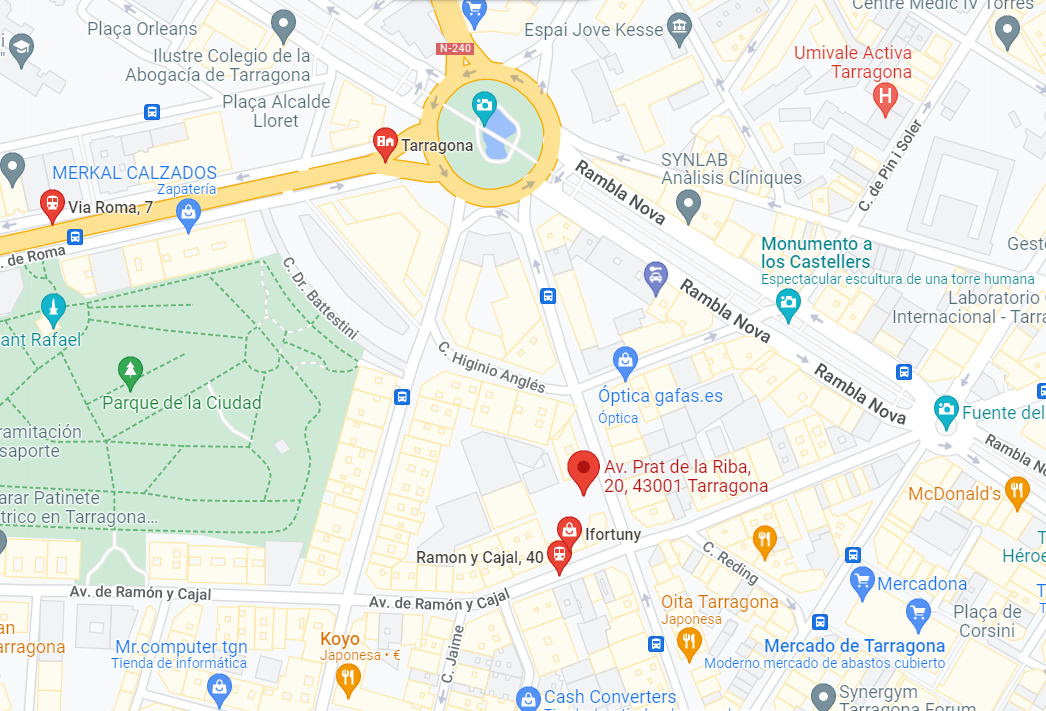 Centre Mèdic IV Torres
Plaça Orleans
Espai Jove Kesse
N-240
Ilustre Colegio de la
Abogacía de Tarragona
Umivale Activa
Tarragona
H
Plaça Alcalde
Lloret
Tarragona
C. de Pin i Soler
SYNLAB
Anàlisis Clíniques
MERKAL CALZADOS
Zapatería
Rambla Nova
Via Roma, 7
. de Roma
Monumento a
los Castellers
Espectacular escultura de una torre humana
Gest
C. Dr. Battestini
Rambla Nova
Laboratorio
Internacional - Tarra
ant Rafael
C. Higinio Anglés
Rambla Nova
Parque de la Ciudad
Óptica gafas.es
Óptica
Fuente del
ramitación
saporte
Rambla No
Av. Prat de la Riba,
20, 43001 Tarragona
arar Patinete
trico en Tarragona...
McDonald's
Ifortuny
Ramon y Cajal, 40
C. Reding
T
Héroe
Av. de Ramón y Cajal
Av. de Ramón y Cajal
Mercadona
Oita Tarragona
Japonesa
Plaça de
Corsini
an
arragona
Koyo
Japonesa • €
Mr.computer tgn
Tienda de informática
C. Jaime
Mercado de Tarragona
Moderno mercado de abastos cubierto
Cash Converters
Synergym
Tarragona Forum